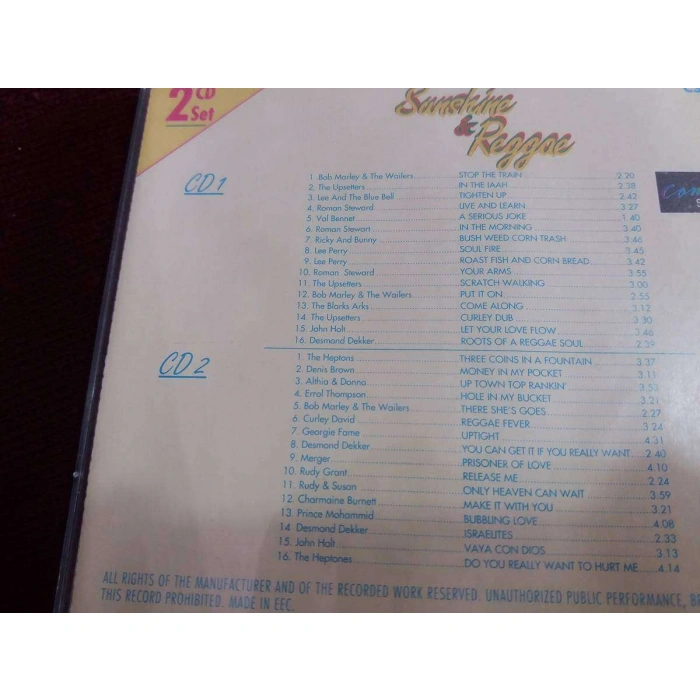 2 CD Set
Sunshine
& Reggae
CD 1
1. Bob Marley & The Wailers STOP THE TRAIN 2.20
2. The Upsetters IN THE IAAH 2.38
3. Lee And The Blue Bell TIGHTEN UP 2.42
4. Roman Steward LIVE AND LEARN 3.27
5. Val Bennet A SERIOUS JOKE 1.40
6. Roman Stewart IN THE MORNING 3.40
7. Ricky And Bunny BUSH WEED CORN TRASH 3.46
8. Lee Perry SOUL FIRE 3.45
9. Lee Perry ROAST FISH AND CORN BREAD 3.42
10. Roman Steward YOUR ARMS 3.55
11. The Upsetters SCRATCH WALKING 3.00
12. Bob Marley & The Wailers PUT IT ON 2.55
13. The Blarks Arks COME ALONG 3.12
14. The Upsetters CURLEY DUB 3.30
15. John Holt LET YOUR LOVE FLOW 3.46
16. Desmond Dekker ROOTS OF A REGGAE SOUL 2.39
CD 2
1. The Heptons THREE COINS IN A FOUNTAIN 3.37
2. Denis Brown MONEY IN MY POCKET 3.11
3. Althia & Donna UP TOWN TOP RANKIN' 3.53
4. Errol Thompson HOLE IN MY BUCKET 3.21
5. Bob Marley & The Wailers THERE SHE'S GOES 2.27
6. Curley David REGGAE FEVER 3.24
7. Georgie Fame UPTIGHT 4.31
8. Desmond Dekker YOU CAN GET IT IF YOU REALLY WANT 2.40
9. Merger PRISONER OF LOVE 4.10
10. Rudy Grant RELEASE ME 2.24
11. Rudy & Susan ONLY HEAVEN CAN WAIT 3.59
12. Charmaine Burnett MAKE IT WITH YOU 3.21
13. Prince Mohammid BUBBLING LOVE 4.08
14 Desmond Dekker ISRAELITES 2.33
15. John Holt VAYA CON DIOS 3.13
16. The Heptones DO YOU REALLY WANT TO HURT ME 4.14
ALL RIGHTS OF THE MANUFACTURER AND OF THE RECORDED WORK RESERVED. UNAUTHORIZED PUBLIC PERFORMANCE, BR
THIS RECORD PROHIBITED. MADE IN EEC.